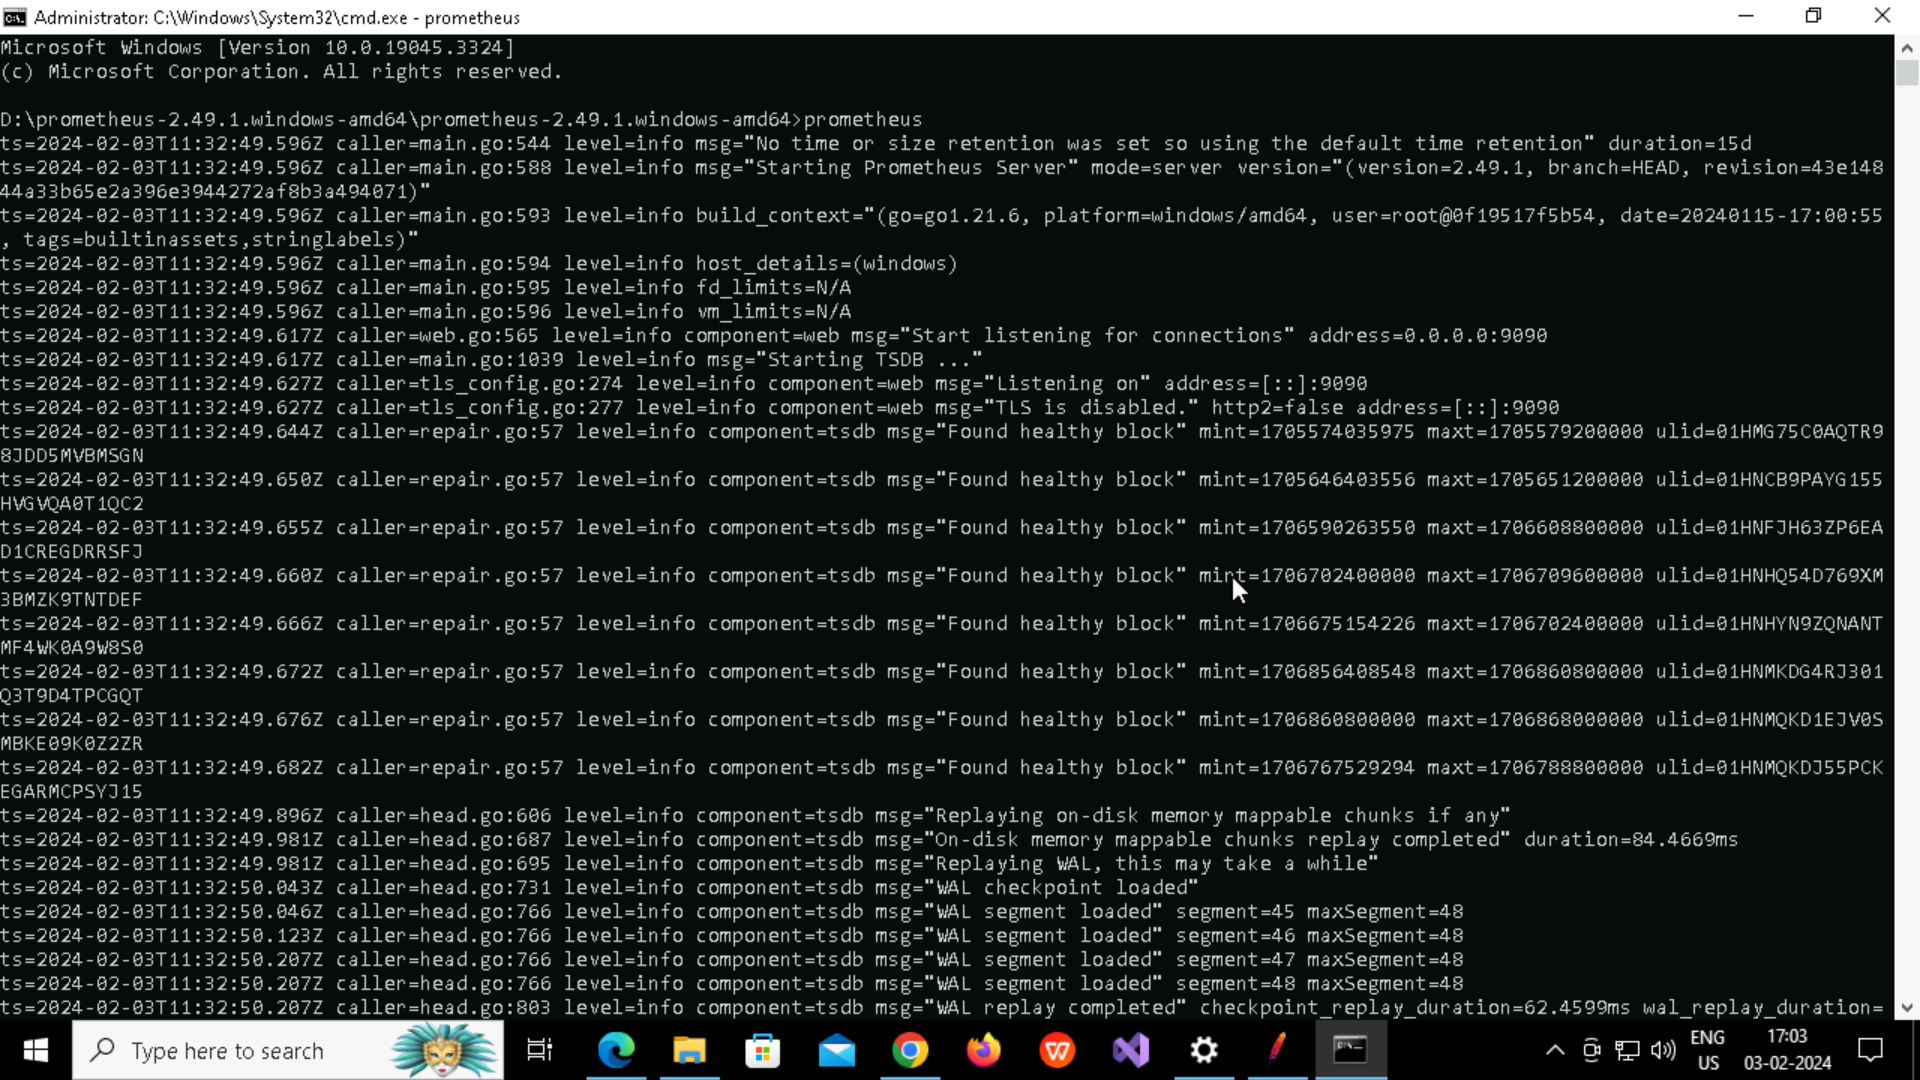 Administrator: C:\Windows\System32\cmd.exe - prometheus
Microsoft Windows [Version 10.0.19045.3324]
(c) Microsoft Corporation. All rights reserved.
D:\prometheus-2.49.1.windows-amd64\prometheus-2.49.1.windows-amd64>prometheus
ts=2024-02-03T11:32:49.596Z caller=main.go:544 level=info msg="No time or size retention was set so using the default time retention" duration=15d
ts=2024-02-03T11:32:49.596Z caller=main.go:588 level=info msg="Starting Prometheus Server" mode=server version="(version=2.49.1, branch=HEAD, revision=43e148
44a33b65e2a396e3944272af8b3a494071)"
ts=2024-02-03T11:32:49.596Z caller=main.go:593 level=info build_context="(go=go1.21.6, platform=windows/amd64, user=root@0f19517f5b54, date=20240115-17:00:55
, tags=builtinassets,stringlabels)"
ts=2024-02-03T11:32:49.596Z caller=main.go:594 level=info host_details=(windows)
ts=2024-02-03T11:32:49.596Z caller=main.go:595 level=info fd_limits=N/A
ts=2024-02-03T11:32:49.596Z caller=main.go:596 level=info vm_limits=N/A
ts=2024-02-03T11:32:49.617Z caller=web.go:565 level=info component=web msg="Start listening for connections" address=0.0.0.0:9090
ts=2024-02-03T11:32:49.617Z caller=main.go:1039 level=info msg="Starting TSDB ..."
ts=2024-02-03T11:32:49.627Z caller=tls_config.go:274 level=info component=web msg="Listening on" address=[::]:9090
ts=2024-02-03T11:32:49.627Z caller=tls_config.go:277 level=info component=web msg="TLS is disabled." http2=false address=[::]:9090
ts=2024-02-03T11:32:49.644Z caller=repair.go:57 level=info component=tsdb msg="Found healthy block" mint=1705574035975 maxt=1705579200000 ulid=01HMG75C0AQTR9
8JDD5MVBMSGN
ts=2024-02-03T11:32:49.650Z caller=repair.go:57 level=info component=tsdb msg="Found healthy block" mint=1705646403556 maxt=1705651200000 ulid=01HNCB9PAYG155
HVGVQA0T1QC2
ts=2024-02-03T11:32:49.655Z caller=repair.go:57 level=info component=tsdb msg="Found healthy block" mint=1706590263550 maxt=1706608800000 ulid=01HNFJH63ZP6EA
D1CREGDRRSFJ
ts=2024-02-03T11:32:49.660Z caller=repair.go:57 level=info component=tsdb msg="Found healthy block" mint=1706702400000 maxt=1706709600000 ulid=01HNHQ54D769XM
3BMZK9TNTDEF
ts=2024-02-03T11:32:49.666Z caller=repair.go:57 level=info component=tsdb msg="Found healthy block" mint=1706675154226 maxt=1706702400000 ulid=01HNHYN9ZQNANT
MF4WK0A9W8S0
ts=2024-02-03T11:32:49.672Z caller=repair.go:57 level=info component=tsdb msg="Found healthy block" mint=1706856408548 maxt=1706860800000 ulid=01HNMKDG4RJ301
Q3T9D4TPCGQT
ts=2024-02-03T11:32:49.676Z caller=repair.go:57 level=info component=tsdb msg="Found healthy block" mint=1706860800000 maxt=1706868000000 ulid=01HNMQKD1EJV0S
MBKE09K0Z2ZR
ts=2024-02-03T11:32:49.682Z caller=repair.go:57 level=info component=tsdb msg="Found healthy block" mint=1706767529294 maxt=1706788800000 ulid=01HNMQKDJ55PCK
EGARMCPSYJ15
ts=2024-02-03T11:32:49.896Z caller=head.go:606 level=info component=tsdb msg="Replaying on-disk memory mappable chunks if any"
ts=2024-02-03T11:32:49.981Z caller=head.go:687 level=info component=tsdb msg="On-disk memory mappable chunks replay completed" duration=84.4669ms
ts=2024-02-03T11:32:49.981Z caller=head.go:695 level=info component=tsdb msg="Replaying WAL, this may take a while"
ts=2024-02-03T11:32:50.043Z caller=head.go:731 level=info component=tsdb msg="WAL checkpoint loaded"
ts=2024-02-03T11:32:50.046Z caller=head.go:766 level=info component=tsdb msg="WAL segment loaded" segment=45 maxSegment=48
ts=2024-02-03T11:32:50.123Z caller=head.go:766 level=info component=tsdb msg="WAL segment loaded" segment=46 maxSegment=48
ts=2024-02-03T11:32:50.207Z caller=head.go:766 level=info component=tsdb msg="WAL segment loaded" segment=47 maxSegment=48
ts=2024-02-03T11:32:50.207Z caller=head.go:766 level=info component=tsdb msg="WAL segment loaded" segment=48 maxSegment=48
ts=2024-02-03T11:32:50.207Z caller=head.go:803 level=info component=tsdb msg="WAL replay completed" checkpoint_replay_duration=62.4599ms wal_replay_duration=
Type here to search
ENG
US
17:03
03-02-2024